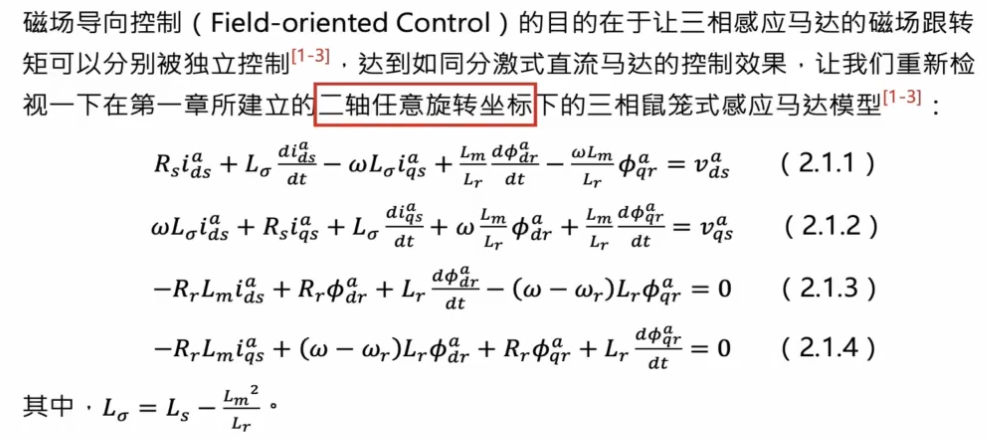 磁场导向控制（Field-oriented Control）的目的在于让三相感应马达的磁场跟转
矩可以分别被独立控制[1-3]，达到如同分激式直流马达的控制效果，让我们重新检
视一下在第一章所建立的二轴任意旋转坐标下的三相鼠笼式感应马达模型[1-3]：
$R_s i_{ds}^a + L_\sigma \frac{di_{ds}^a}{dt} - \omega L_\sigma i_{qs}^a + \frac{L_m}{L_r}\frac{d\phi_{dr}^a}{dt} - \frac{\omega L_m}{L_r}\phi_{qr}^a = v_{ds}^a$ （2.1.1）
$\omega L_\sigma i_{ds}^a + R_s i_{qs}^a + L_\sigma \frac{di_{qs}^a}{dt} + \omega \frac{L_m}{L_r}\phi_{dr}^a + \frac{L_m}{L_r}\frac{d\phi_{qr}^a}{dt} = v_{qs}^a$ （2.1.2）
$-R_r L_m i_{ds}^a + R_r \phi_{dr}^a + L_r \frac{d\phi_{dr}^a}{dt} - (\omega - \omega_r)L_r \phi_{qr}^a = 0$ （2.1.3）
$-R_r L_m i_{qs}^a + (\omega - \omega_r)L_r \phi_{dr}^a + R_r \phi_{qr}^a + L_r \frac{d\phi_{qr}^a}{dt} = 0$ （2.1.4）
其中，$L_\sigma = L_s - \frac{{L_m}^2}{L_r}$。